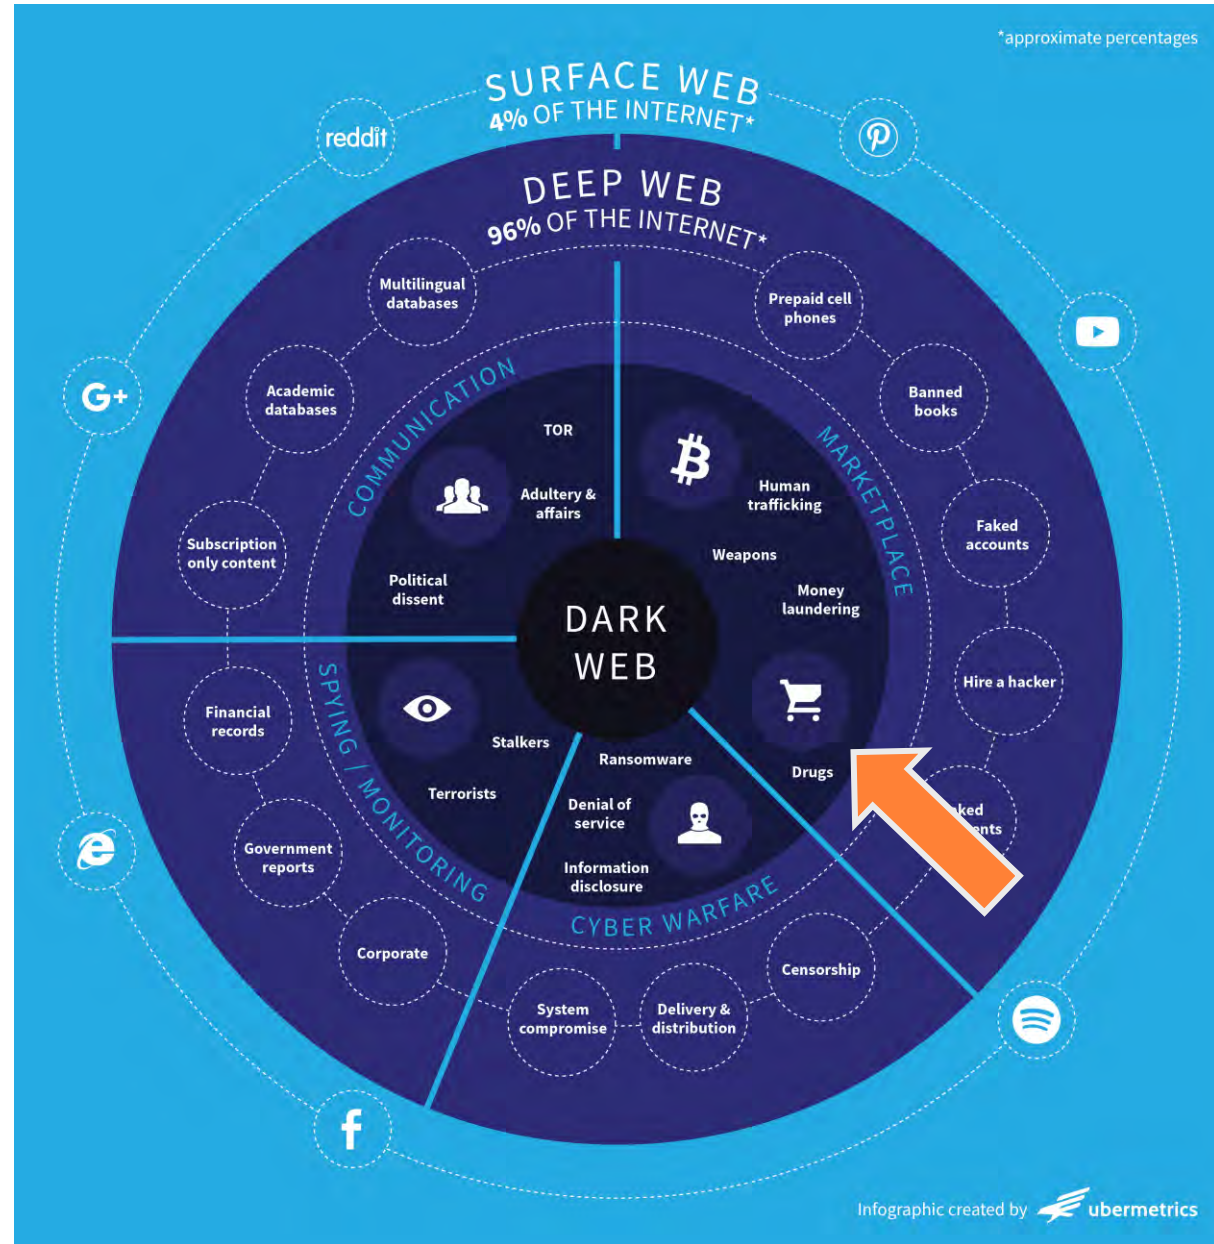 *approximate percentages
SURFACE WEB
4% OF THE INTERNET*
reddit
DEEP WEB
96% OF THE INTERNET*
Multilingual
databases
Prepaid cell
phones
G+
Academic
databases
Banned
books
COMMUNICATION
MARKETPLACE
TOR
Adultery &
affairs
Human
trafficking
Faked
accounts
Subscription
only content
Weapons
Political
dissent
Money
laundering
DARK
WEB
Hire a hacker
Financial
records
SPYING / MONITORING
Stalkers
Terrorists
Ransomware
Drugs
Denial of
service
Information
disclosure
Government
reports
CYBER WARFARE
Corporate
Censorship
System
compromise
Delivery &
distribution
f
Infographic created by ubermetrics